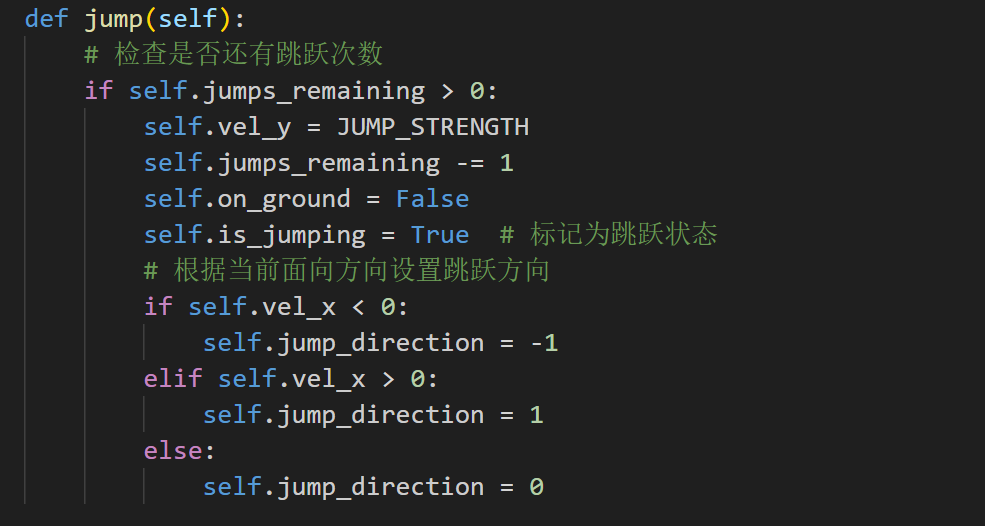 def jump(self):
    # 检查是否还有跳跃次数
    if self.jumps_remaining > 0:
        self.vel_y = JUMP_STRENGTH
        self.jumps_remaining -= 1
        self.on_ground = False
        self.is_jumping = True  # 标记为跳跃状态
        # 根据当前面向方向设置跳跃方向
        if self.vel_x < 0:
            self.jump_direction = -1
        elif self.vel_x > 0:
            self.jump_direction = 1
        else:
            self.jump_direction = 0